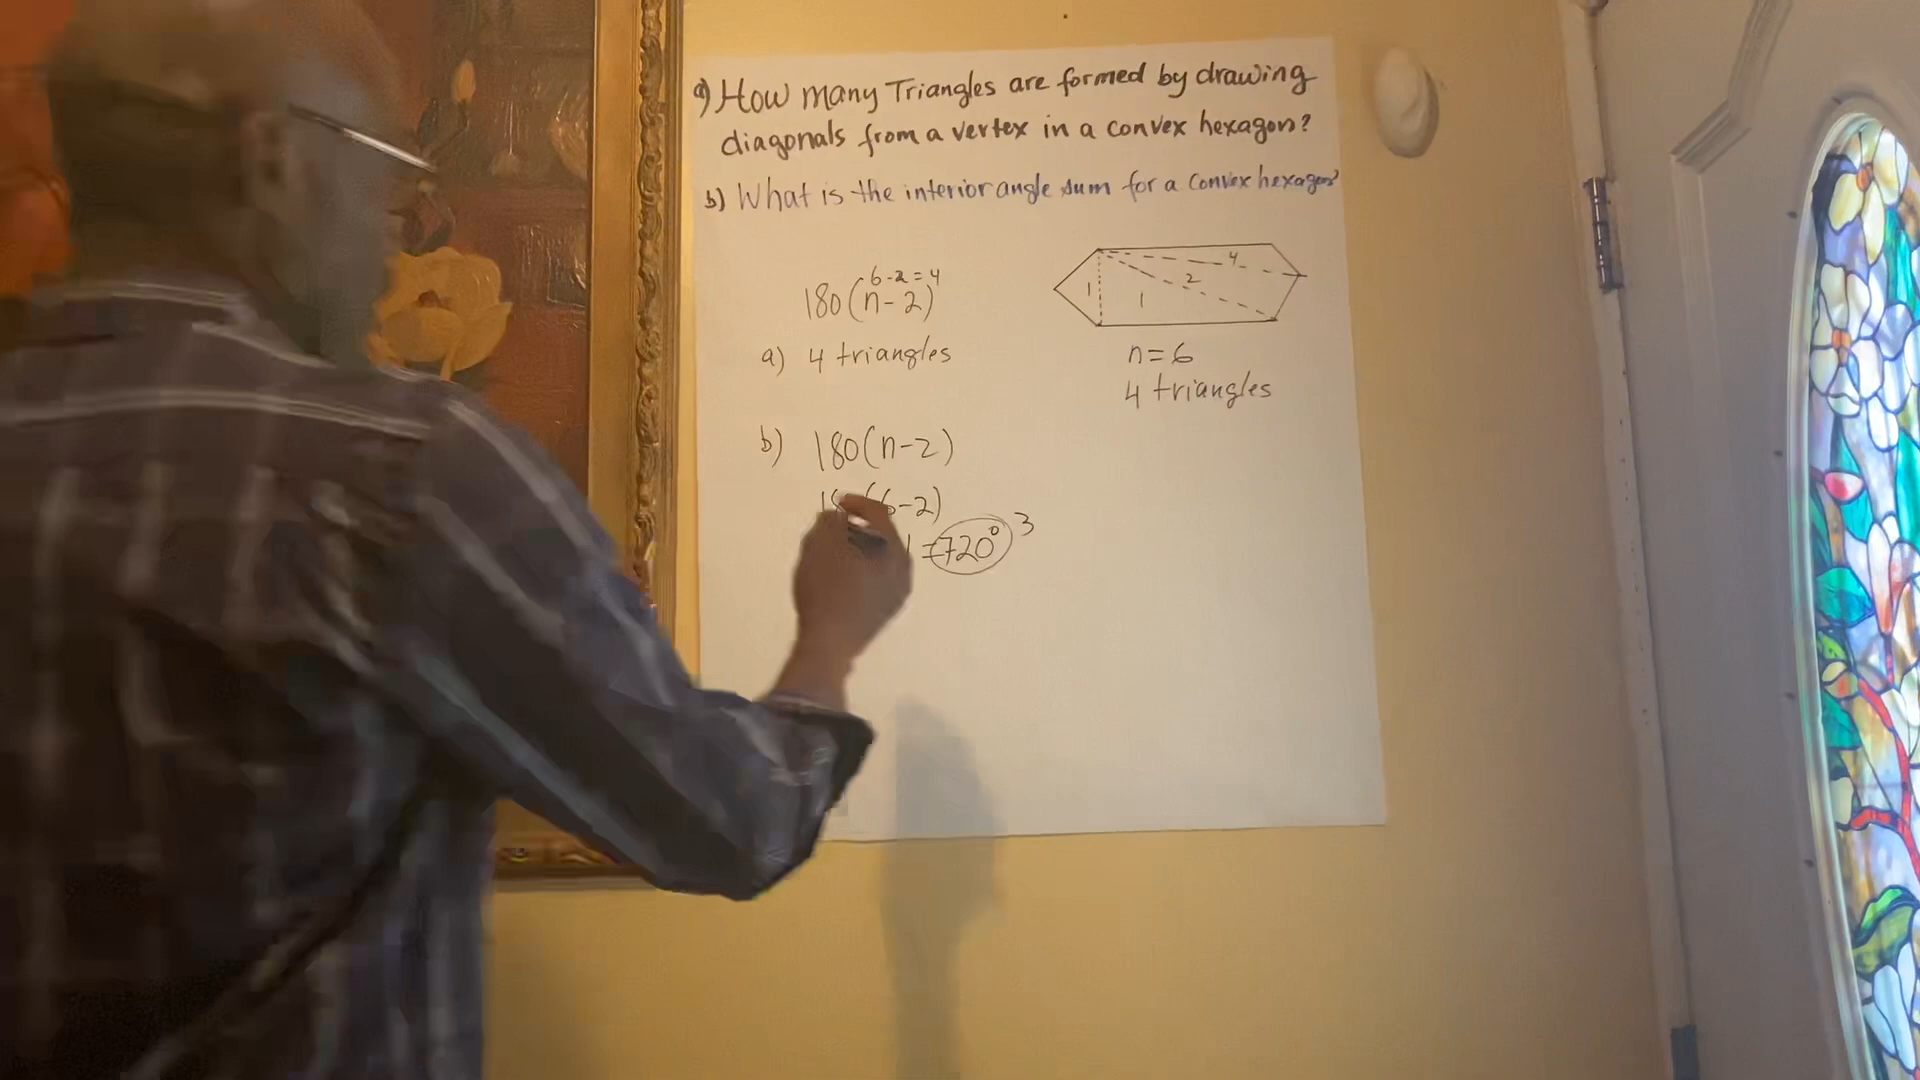 a) How many Triangles are formed by drawing
diagonals from a vertex in a convex hexagon?
b) What is the interior angle sum for a convex hexagon?
6-2=4
180(n-2)
a) 4 triangles
1
1
2
4
n=6
4 triangles
b) 180(n-2)
6-2)
=720° 3